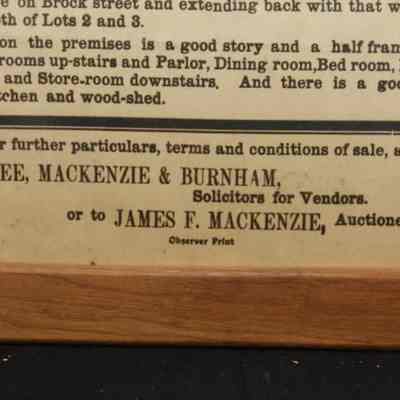 on Brock street and extending back with that w
th of Lots 2 and 3.
on the premises is a good story and a half fram
rooms up-stairs and Parlor, Dining room, Bed room,
and Store-room downstairs. And there is a goo
tchen and wood-shed.
r further particulars, terms and conditions of sale, a
EE, MACKENZIE & BURNHAM,
Solicitors for Vendors.
or to JAMES F. MACKENZIE, Auctione
Observer Print